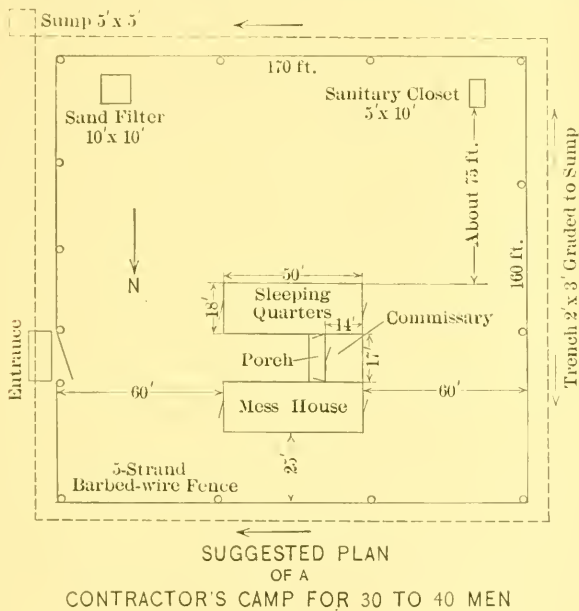 Sump 5'x 5'
170 ft.
Sand Filter
10'x 10'
Sanitary Closet
5'x 10'
About 75 ft.
160 ft.
Trench 2'x 3' Graded to Sump
N
50'
Sleeping
Quarters
18'
14'
Commissary
Porch
17'
Entrance
60'
Mess House
60'
25'
5-Strand
Barbed-wire Fence
SUGGESTED PLAN
OF A
CONTRACTOR'S CAMP FOR 30 TO 40 MEN